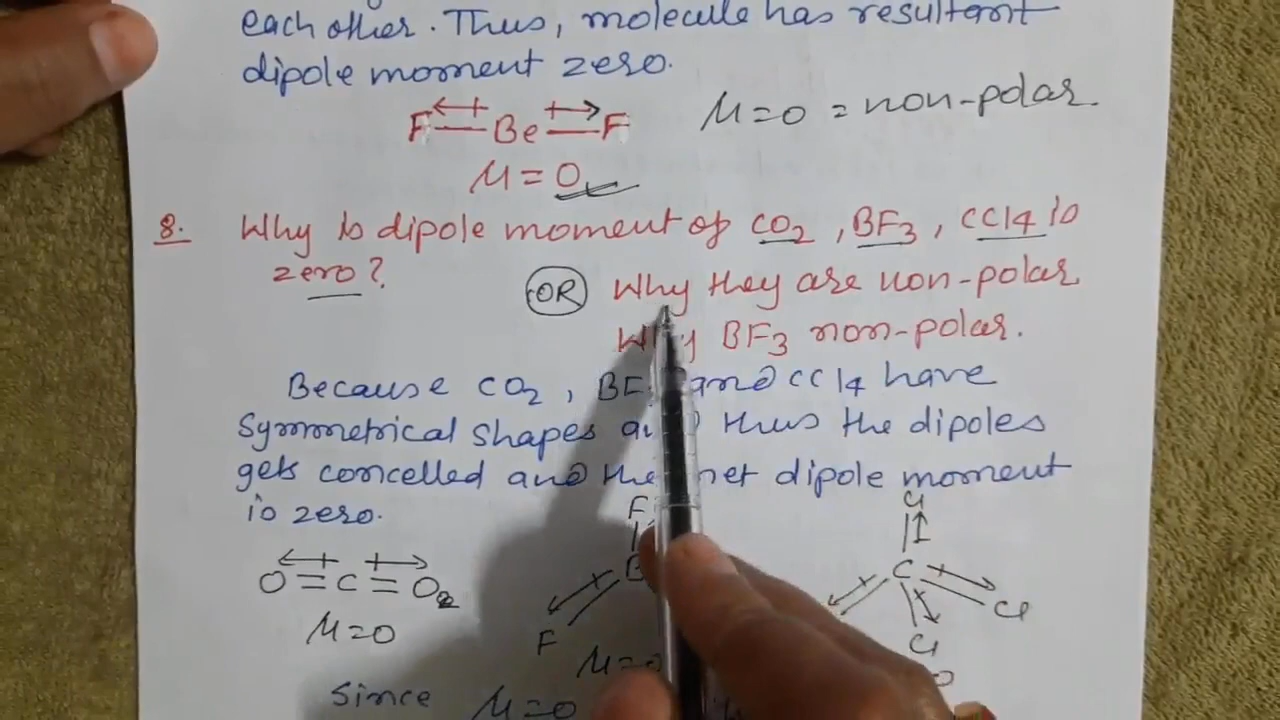 each other. Thus, molecule has resultant
dipole moment zero.
F — Be — F
μ = 0
μ = 0 = non-polar.
8. Why is dipole moment of CO2, BF3, CCl4 is
zero?
OR Why they are non-polar
BF3 non-polar.
Because CO2, and CCl4 have
Symmetrical shapes thus the dipoles
gets concelled and net dipole moment
is zero.
O = C = O
μ = 0
F
B
F
μ =
Cl
C
Cl
Cl
Since μ = 0